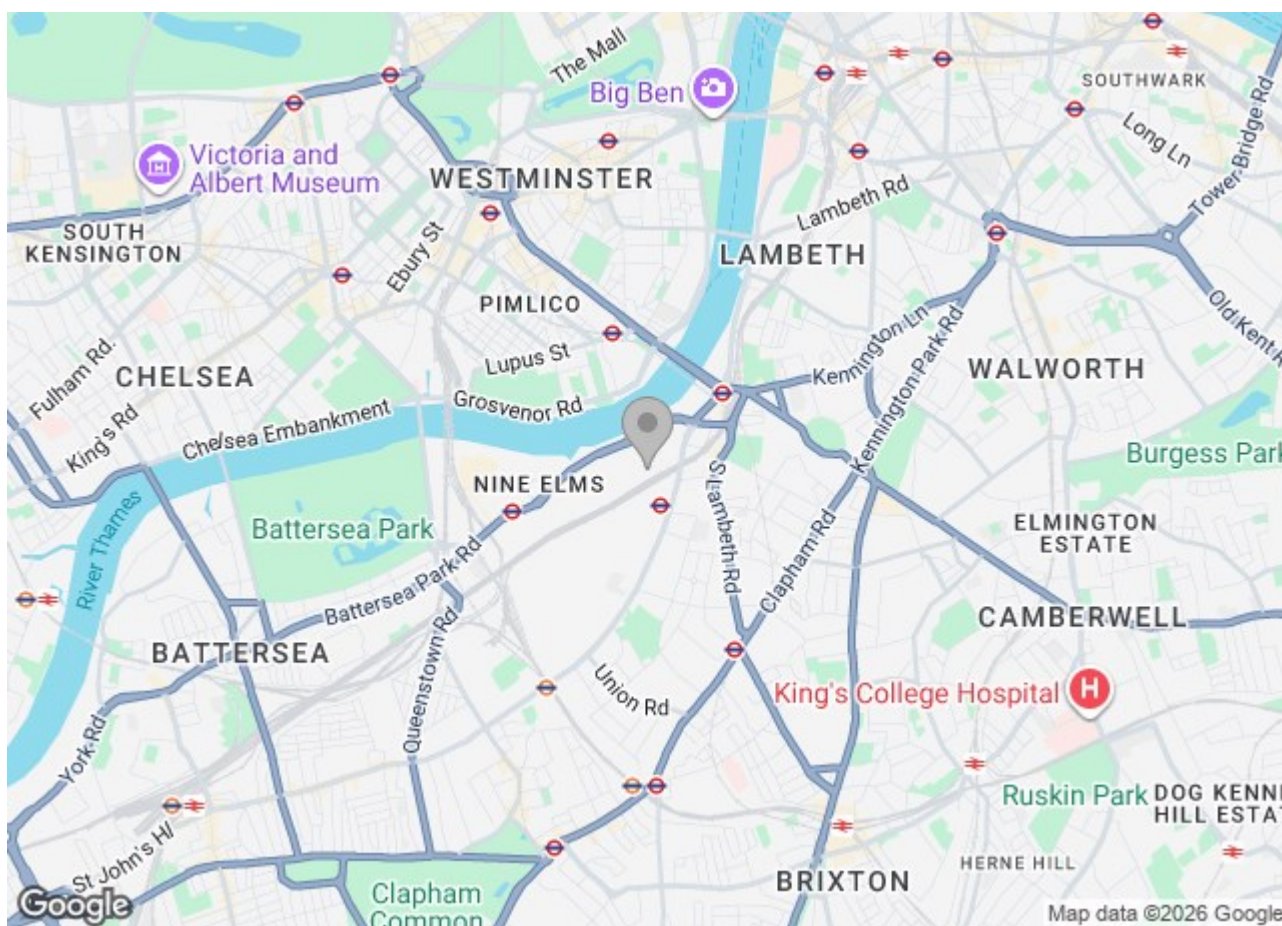 The Mall
Big Ben
SOUTHWARK
Long Ln
Tower Bridge Rd
Victoria and
Albert Museum
WESTMINSTER
Lambeth Rd
SOUTH
KENSINGTON
Ebury St
LAMBETH
PIMLICO
Old Kent
Lupus St
Kennington Ln
Kennington Park Rd
WALWORTH
Fulham Rd.
CHELSEA
King's Rd
Chelsea Embankment
Grosvenor Rd
Burgess Park
NINE ELMS
S Lambeth Rd
Clapham Rd
Battersea Park
ELMINGTON
ESTATE
River Thames
Battersea Park Rd
CAMBERWELL
BATTERSEA
Queenstown Rd
Union Rd
King's College Hospital
H
York Rd
Ruskin Park
DOG KENNE
HILL ESTAT
St John's Hl
HERNE HILL
BRIXTON
Clapham
Common
Google
Map data ©2026 Google